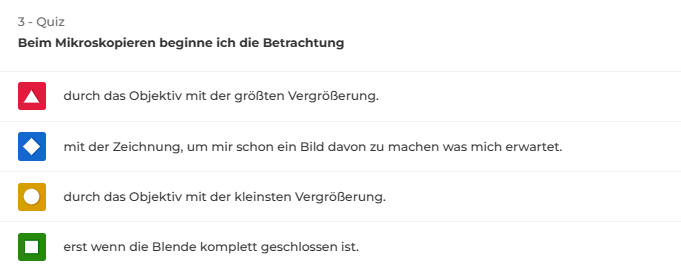 3 - Quiz
Beim Mikroskopieren beginne ich die Betrachtung
durch das Objektiv mit der größten Vergrößerung.
mit der Zeichnung, um mir schon ein Bild davon zu machen was mich erwartet.
durch das Objektiv mit der kleinsten Vergrößerung.
erst wenn die Blende komplett geschlossen ist.